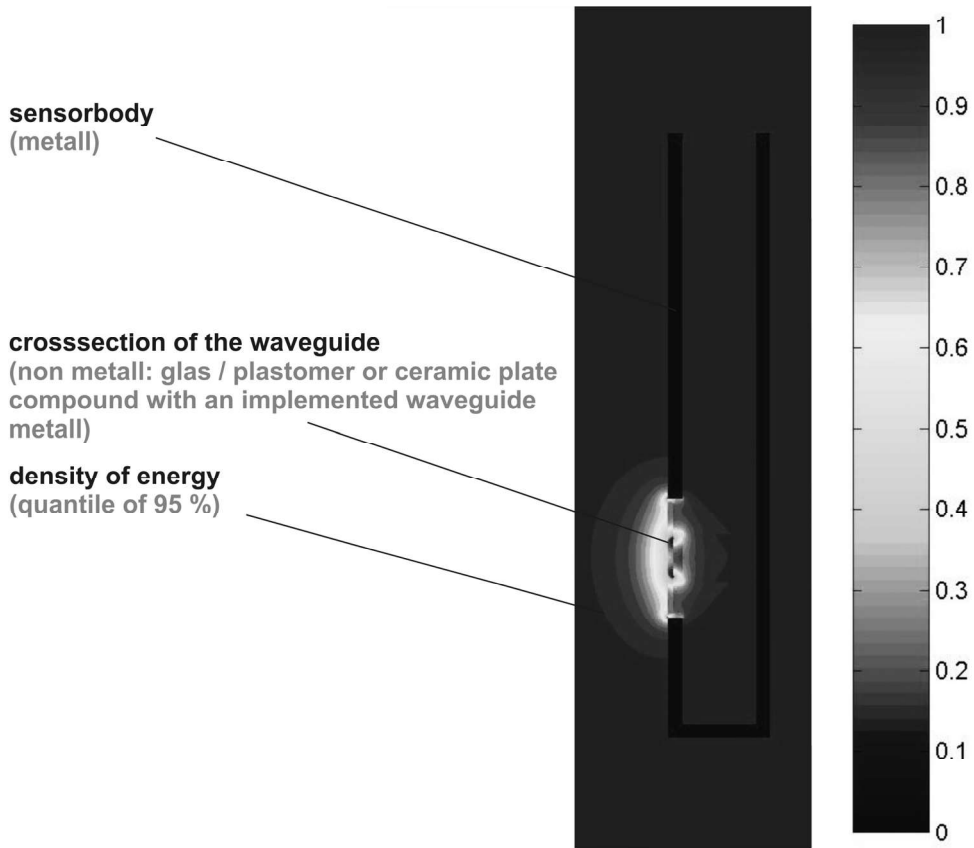 sensorbody
(metall)
crosssection of the waveguide
(non metall: glas / plastomer or ceramic plate
compound with an implemented waveguide
metall)
density of energy
(quantile of 95 %)
1
0.9
0.8
0.7
0.6
0.5
0.4
0.3
0.2
0.1
0